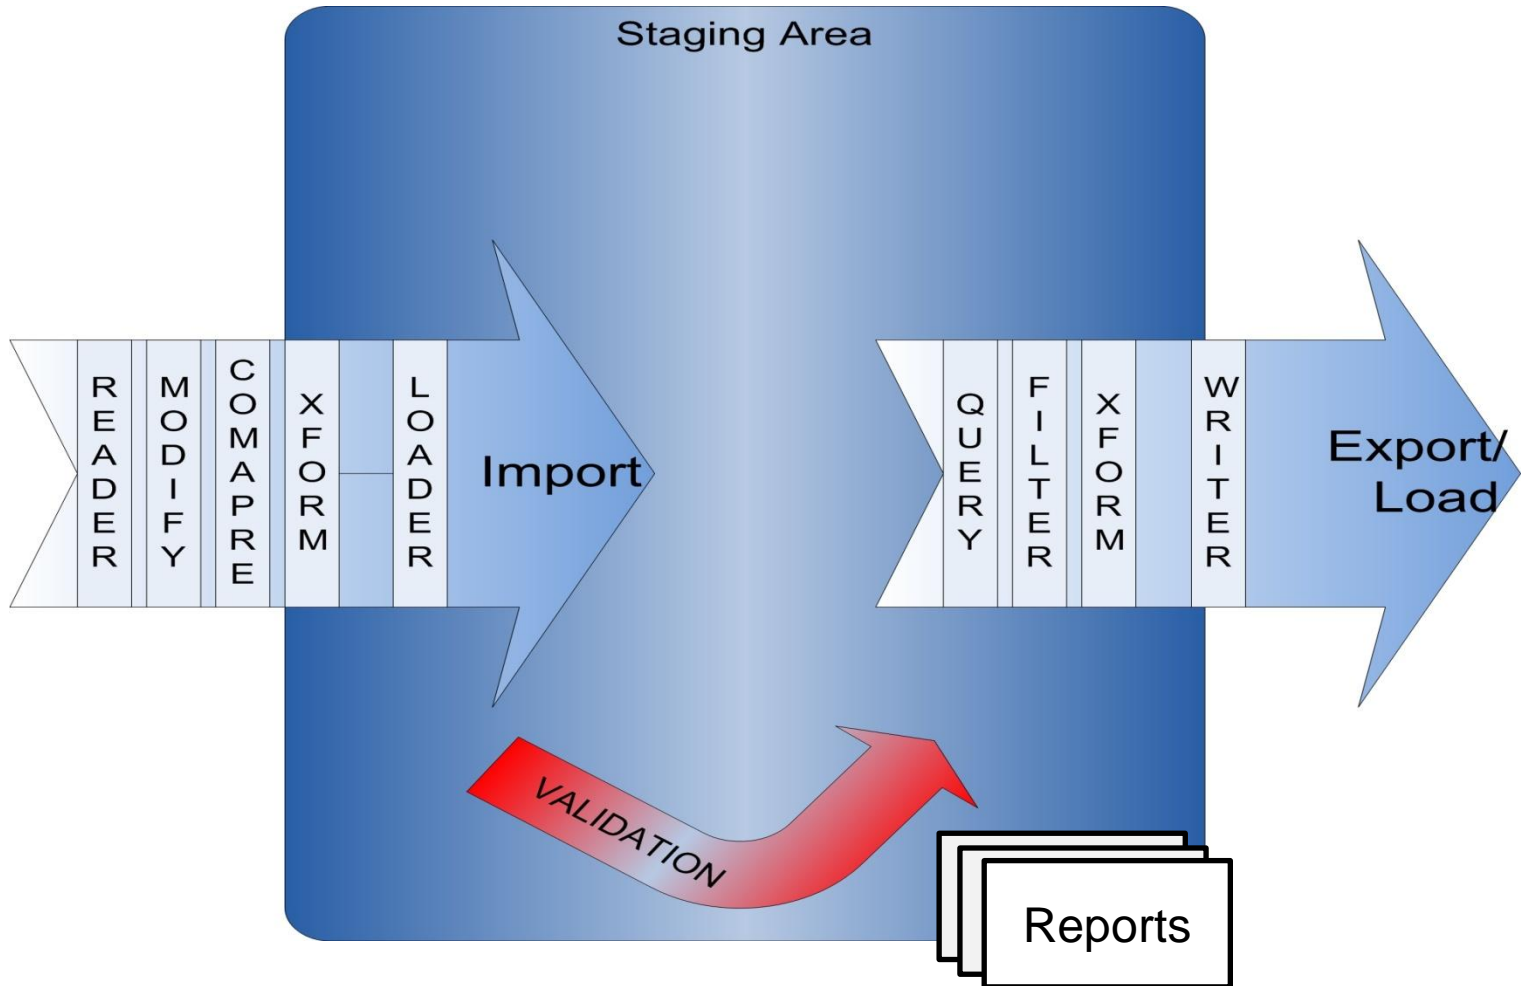 Staging Area
READER
MODIFY
COMAPRE
XFORM
LOADER
Import
QUERY
FILTER
XFORM
WRITER
Export/
Load
VALIDATION
Reports